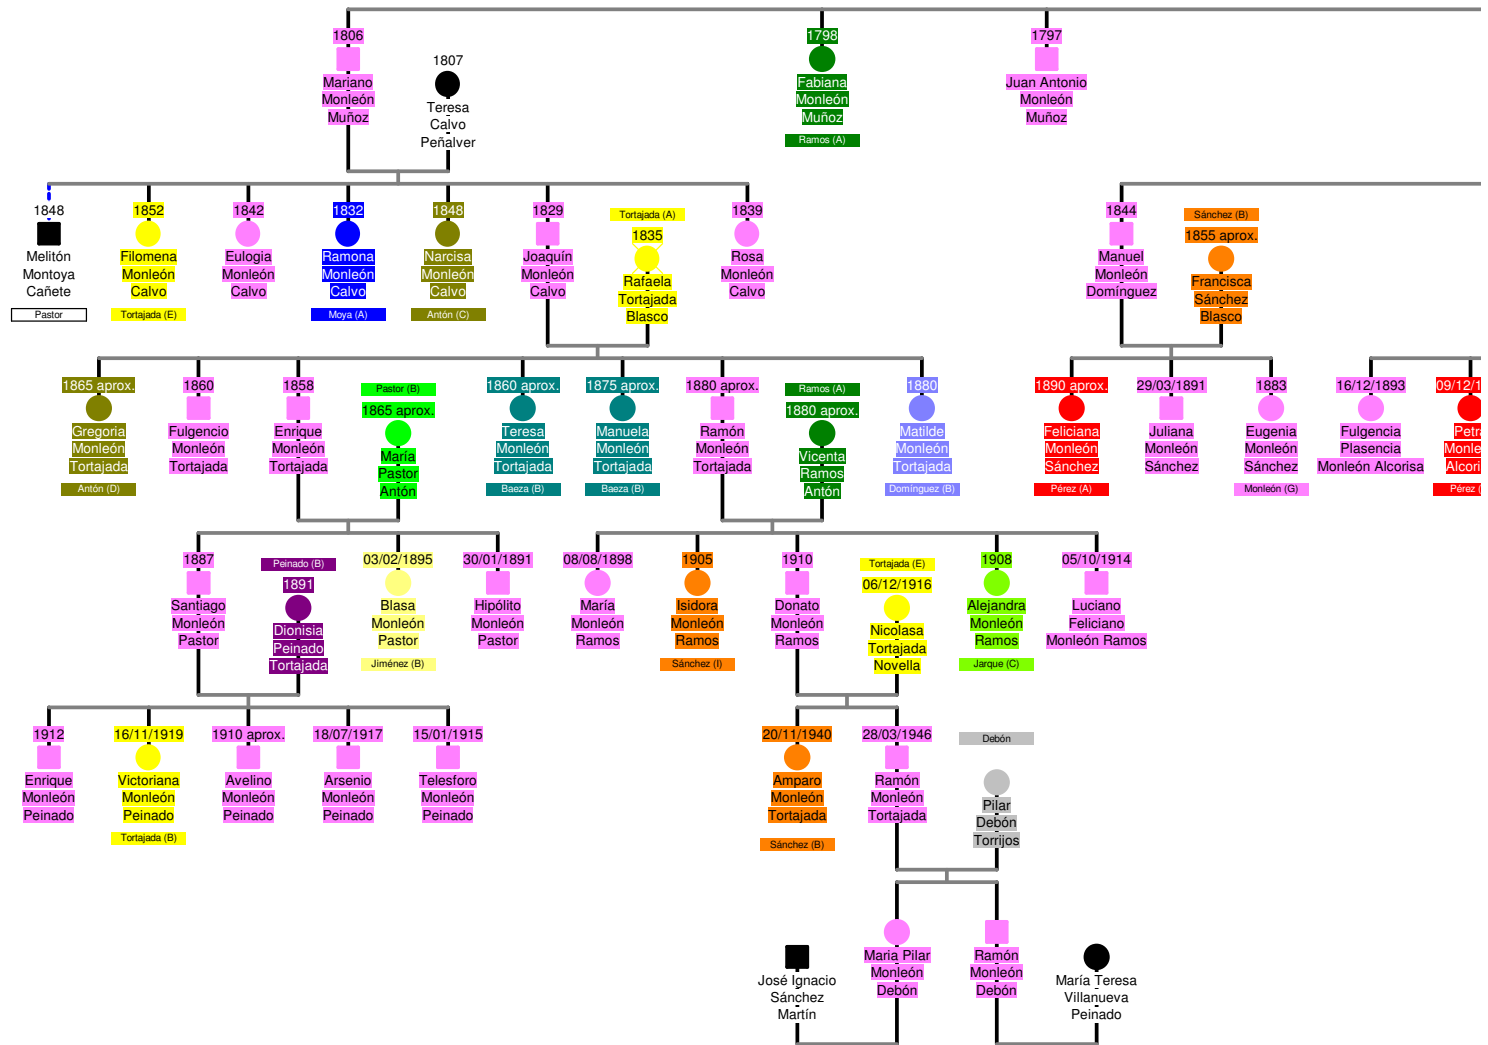 1806
Mariano
Monleón
Muñoz
1807
Teresa
Calvo
Peñalver
1798
Fabiana
Monleón
Muñoz
Ramos (A)
1797
Juan Antonio
Monleón
Muñoz
1848
Melitón
Montoya
Cañete
Pastor
1852
Filomena
Monleón
Calvo
Tortajada (E)
1842
Eulogia
Monleón
Calvo
1832
Ramona
Monleón
Calvo
Moya (A)
1848
Narcisa
Monleón
Calvo
Antón (C)
1829
Joaquín
Monleón
Calvo
Tortajada (A)
1835
Rafaela
Tortajada
Blasco
1839
Rosa
Monleón
Calvo
1844
Manuel
Monleón
Domínguez
Sánchez (B)
1855 aprox.
Francisca
Sánchez
Blasco
1865 aprox.
Gregoria
Monleón
Tortajada
Antón (D)
1860
Fulgencio
Monleón
Tortajada
1858
Enrique
Monleón
Tortajada
Pastor (B)
1865 aprox.
María
Pastor
Antón
1860 aprox.
Teresa
Monleón
Tortajada
Baeza (B)
1875 aprox.
Manuela
Monleón
Tortajada
Baeza (B)
1880 aprox.
Ramón
Monleón
Tortajada
Ramos (A)
1880 aprox.
Vicenta
Ramos
Antón
1880
Matilde
Monleón
Tortajada
Domínguez (B)
1890 aprox.
Feliciana
Monleón
Sánchez
Pérez (A)
29/03/1891
Juliana
Monleón
Sánchez
1883
Eugenia
Monleón
Sánchez
Monleón (G)
16/12/1893
Fulgencia
Plasencia
Monleón Alcorisa
09/12/1
Petra
Monle
Alcoris
Pérez (
1887
Santiago
Monleón
Pastor
Peinado (B)
1891
Dionisia
Peinado
Tortajada
03/02/1895
Blasa
Monleón
Pastor
Jiménez (B)
30/01/1891
Hipólito
Monleón
Pastor
08/08/1898
María
Monleón
Ramos
1905
Isidora
Monleón
Ramos
Sánchez (I)
1910
Donato
Monleón
Ramos
Tortajada (E)
06/12/1916
Nicolasa
Tortajada
Novella
1908
Alejandra
Monleón
Ramos
Jarque (C)
05/10/1914
Luciano
Feliciano
Monleón Ramos
1912
Enrique
Monleón
Peinado
16/11/1919
Victoriana
Monleón
Peinado
Tortajada (B)
1910 aprox.
Avelino
Monleón
Peinado
18/07/1917
Arsenio
Monleón
Peinado
15/01/1915
Telesforo
Monleón
Peinado
20/11/1940
Amparo
Monleón
Tortajada
Sánchez (B)
28/03/1946
Ramón
Monleón
Tortajada
Debón
Pilar
Debón
Torrijos
José Ignacio
Sánchez
Martín
Maria Pilar
Monleón
Debón
Ramón
Monleón
Debón
María Teresa
Villanueva
Peinado